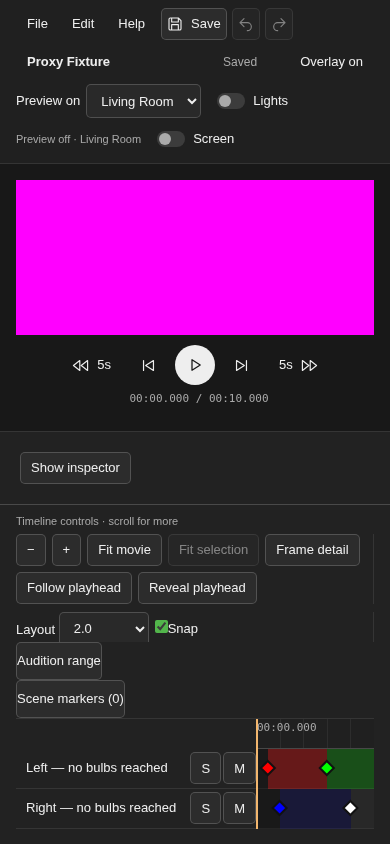 File Edit Help Save
Proxy Fixture Saved Overlay on
Preview on Living Room Lights
Preview off · Living Room Screen
5s 5s
00:00.000 / 00:10.000
Show inspector
Timeline controls · scroll for more
− + Fit movie Fit selection Frame detail
Follow playhead Reveal playhead
Layout 2.0 Snap
Audition range
Scene markers (0)
00:00.000
Left — no bulbs reached S M
Right — no bulbs reached S M